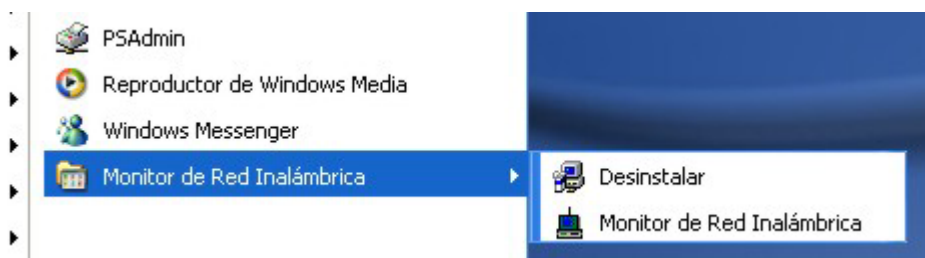 PSAdmin
Reproductor de Windows Media
Windows Messenger
Monitor de Red Inalámbrica
Desinstalar
Monitor de Red Inalámbrica